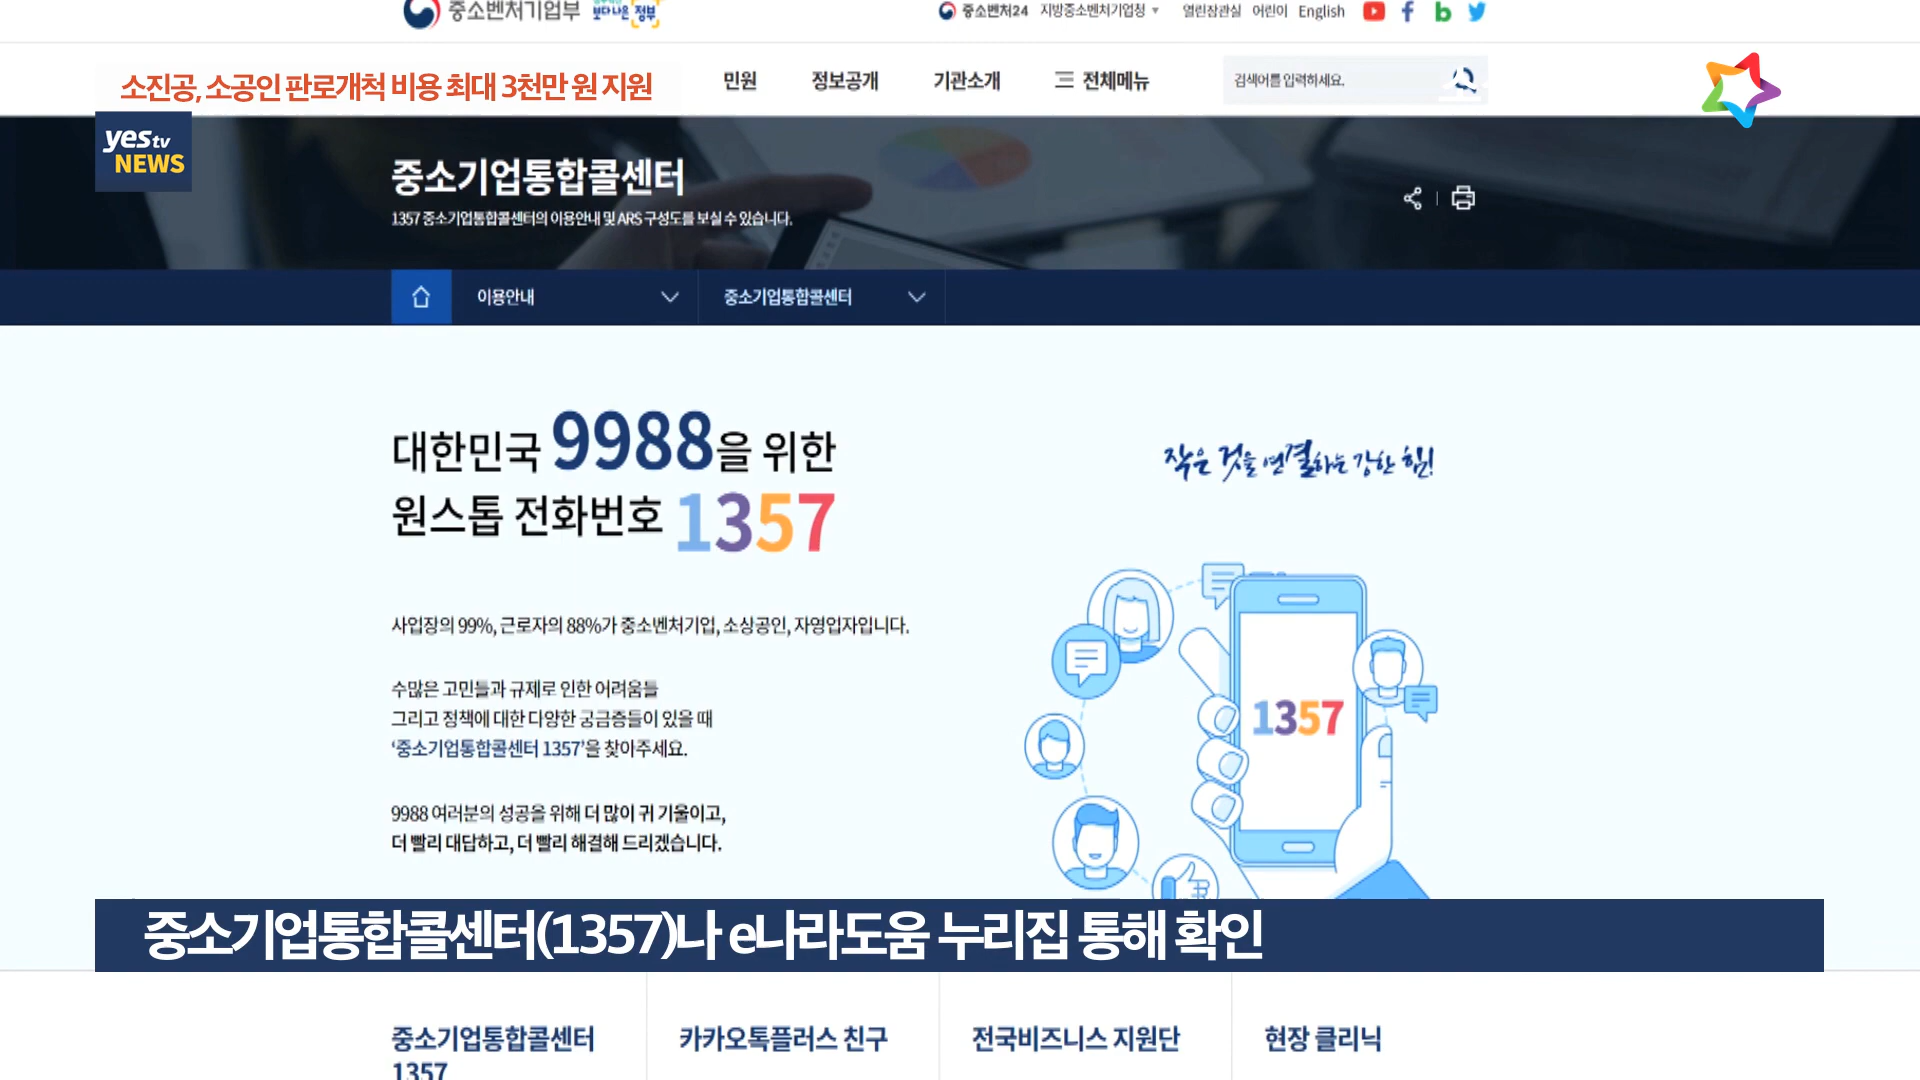 중소벤처기업부
중소벤처24 지방중소벤처기업청 열린장관실 어린이 English
소진공, 소공인 판로개척 비용 최대 3천만 원 지원
민원 정보공개 기관소개 전체메뉴 검색어를 입력하세요.
yes tv
NEWS
중소기업통합콜센터
1357 중소기업통합콜센터의 이용안내 및 ARS 구성도를 보실 수 있습니다.
이용안내 중소기업통합콜센터
대한민국 9988을 위한
원스톱 전화번호 1357
작은 것을 연결하는 강한 힘!
사업장의 99%, 근로자의 88%가 중소벤처기업, 소상공인, 자영업자입니다.
수많은 고민들과 규제로 인한 어려움들
그리고 정책에 대한 다양한 궁금증들이 있을 때
‘중소기업통합콜센터 1357’을 찾아주세요.
1357
9988 여러분의 성공을 위해 더 많이 귀 기울이고,
더 빨리 대답하고, 더 빨리 해결해 드리겠습니다.
중소기업통합콜센터(1357)나 e나라도움 누리집 통해 확인
중소기업통합콜센터
1357
카카오톡플러스 친구
전국비즈니스 지원단
현장 클리닉